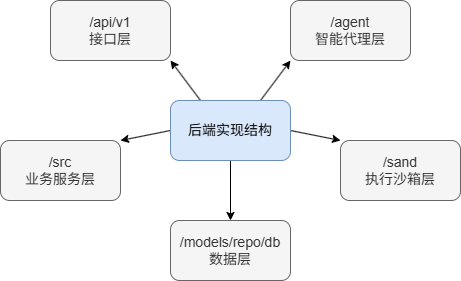 /api/v1
接口层
/agent
智能代理层
后端实现结构
/src
业务服务层
/sand
执行沙箱层
/models/repo/db
数据层